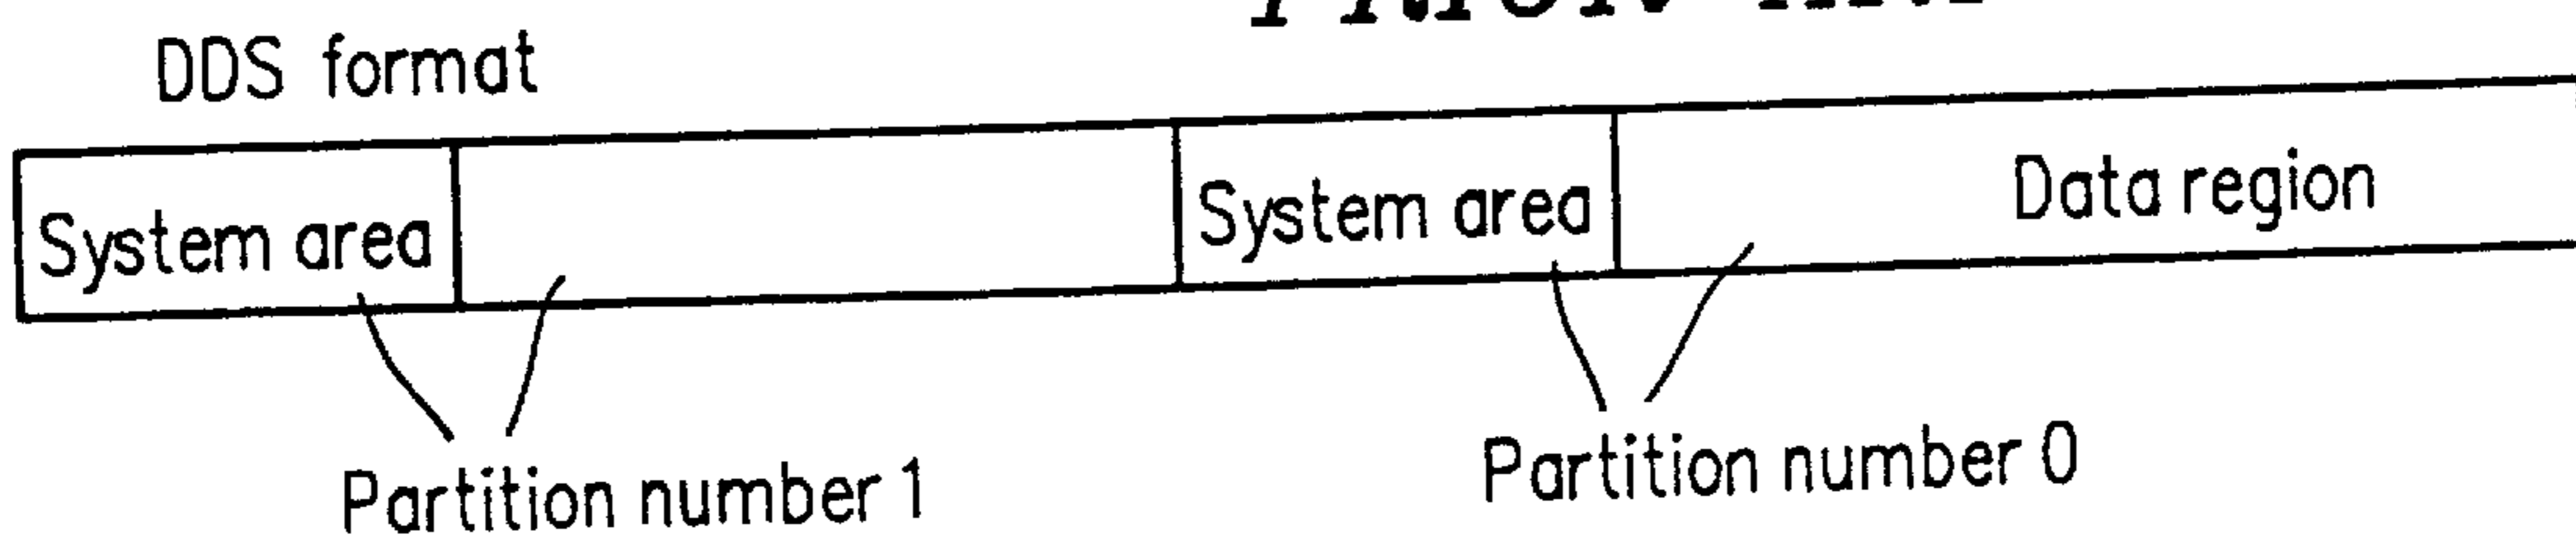 DDS format
System area
System area
Data region
Partition number 1
Partition number 0